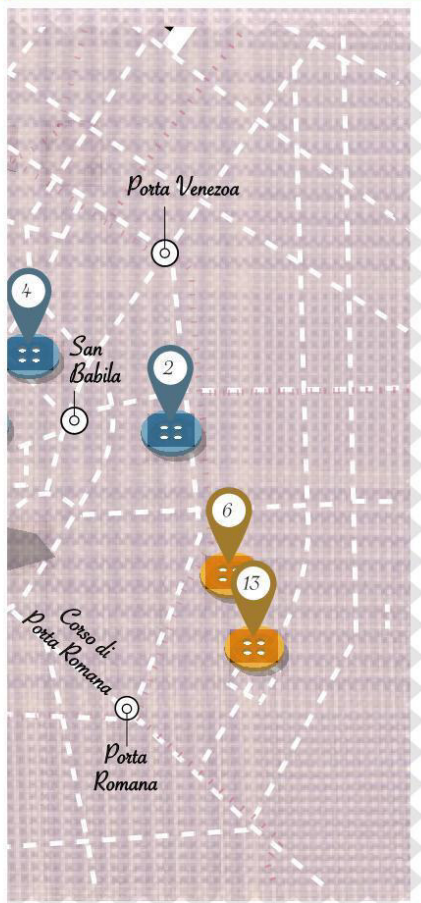 Porta Venezoa
4
San
Babila
2
6
13
Corso di
Porta Romana
Porta
Romana